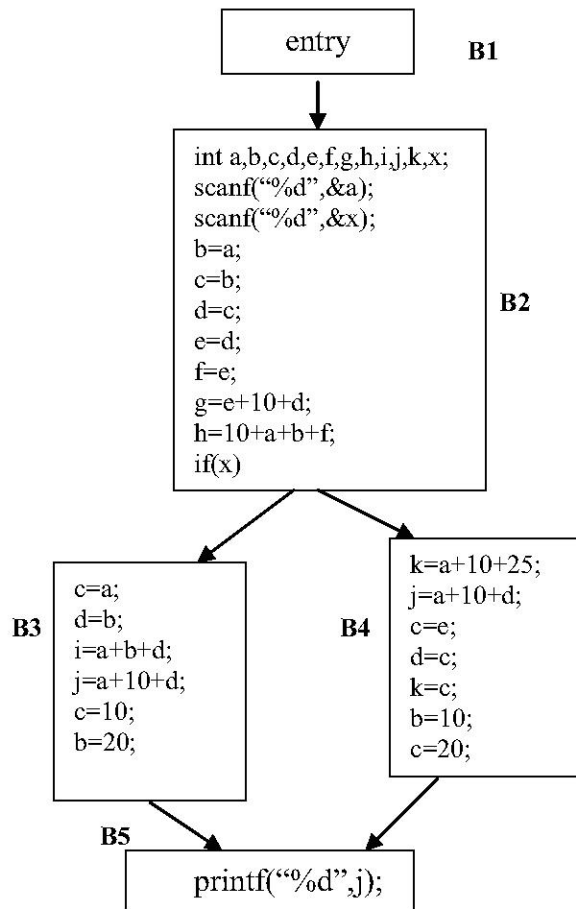 entry
B1
int a,b,c,d,e,f,g,h,i,j,k,x;
scanf(“%d”,&a);
scanf(“%d”,&x);
b=a;
c=b;
d=c;
e=d;
f=e;
g=e+10+d;
h=10+a+b+f;
if(x)
B2
B3
c=a;
d=b;
i=a+b+d;
j=a+10+d;
c=10;
b=20;
B4
k=a+10+25;
j=a+10+d;
c=e;
d=c;
k=c;
b=10;
c=20;
B5
printf(“%d”,j);